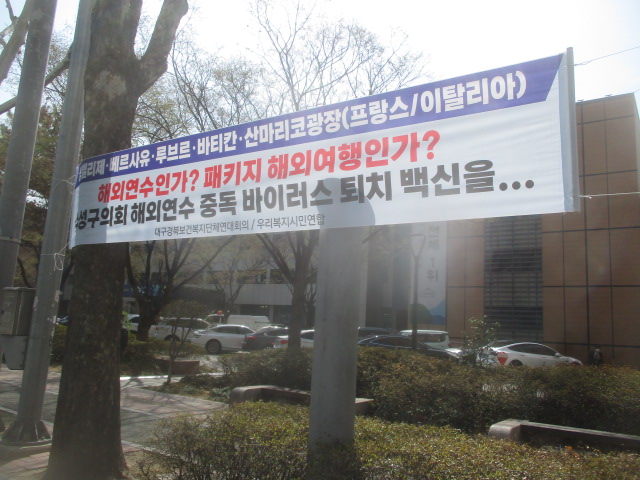 엘리제·베르사유·루브르·바티칸·산마리코광장(프랑스/이탈리아)
해외연수인가? 패키지 해외여행인가?
성구의회 해외연수 중독 바이러스 퇴치 백신을...
대구경북보건복지단체연대회의 / 우리복지시민연합